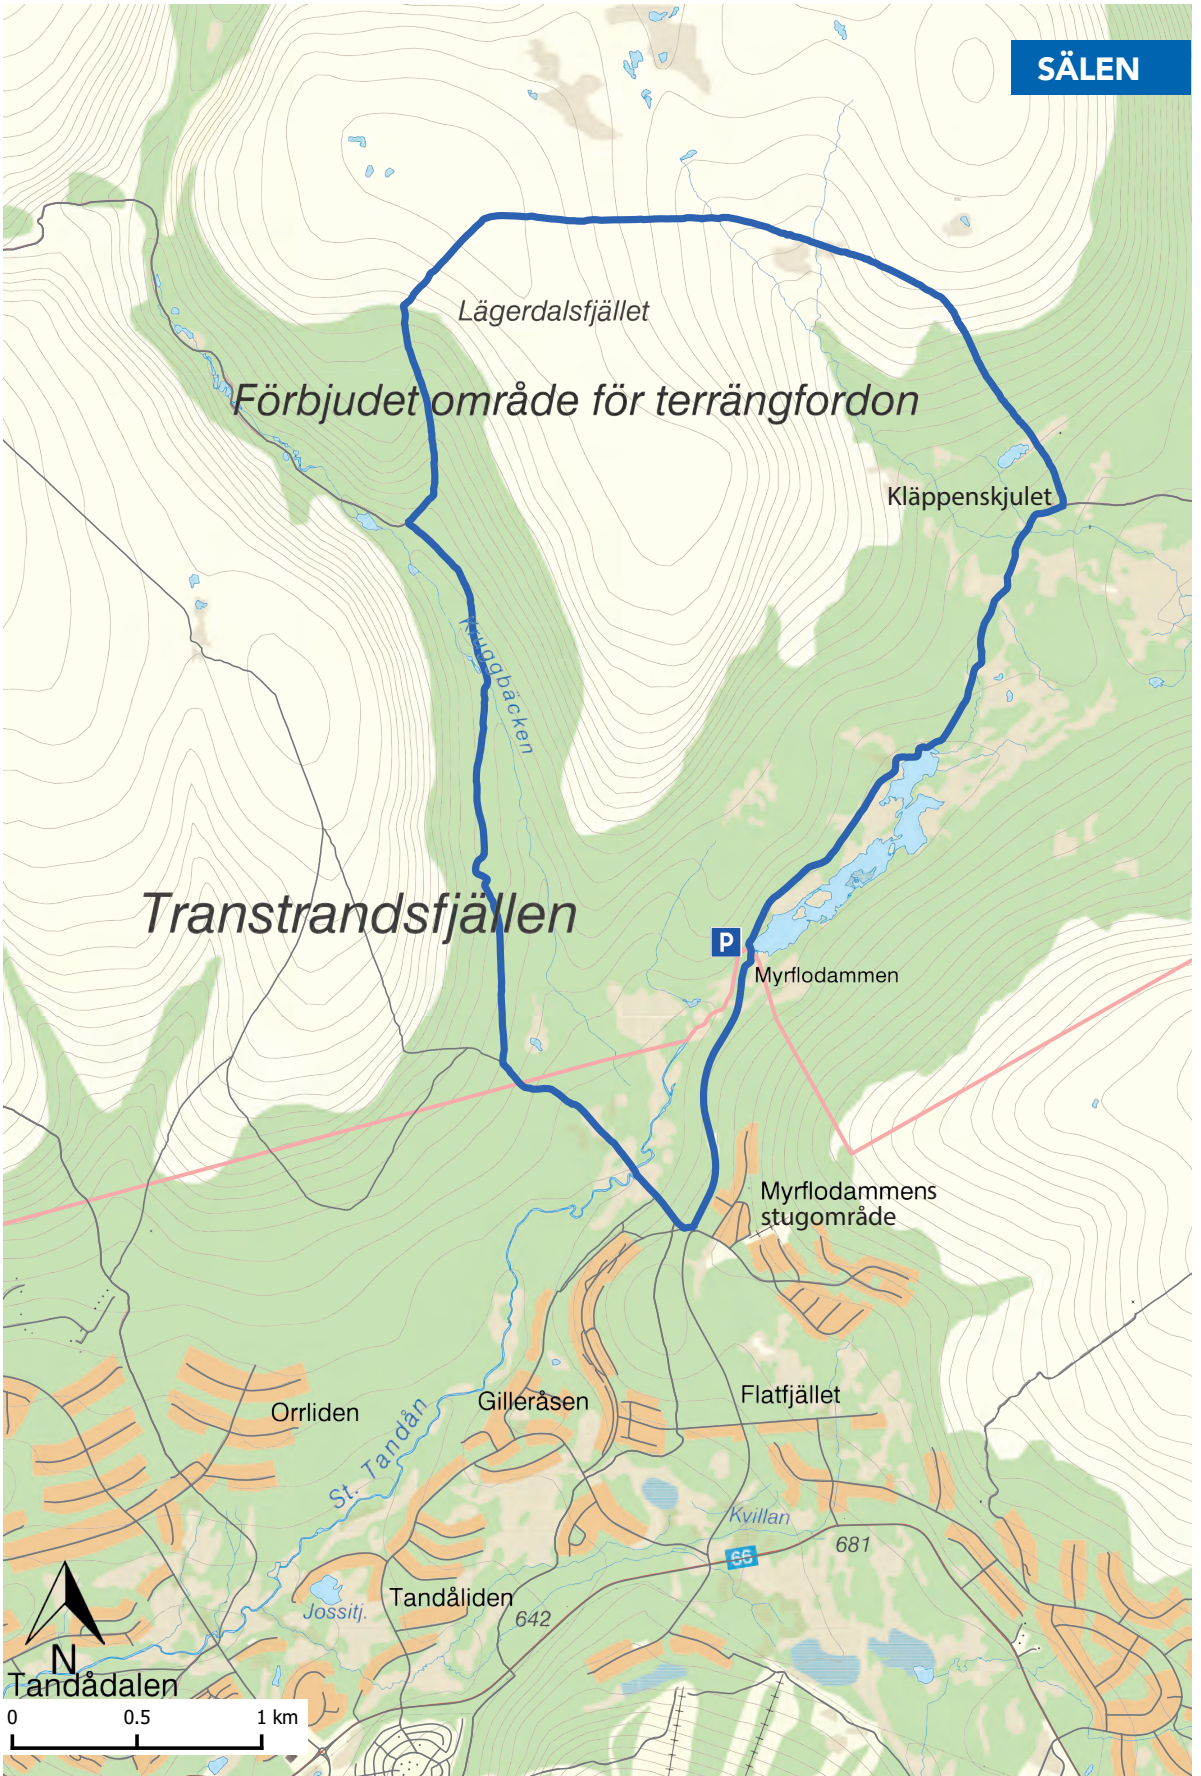 SÄLEN
Lägerdalsfjället
Förbjudet område för terrängfordon
Kläppenskjulet
Kruggbäcken
Transtrandsfjällen
P
Myrflodammen
Myrflodammens
stugområde
Flatfjället
Gilleråsen
Orrliden
St. Tandån
Kvillan
66
681
Tandåliden
Jossitj.
642
N
Tandådalen
0 0.5 1 km